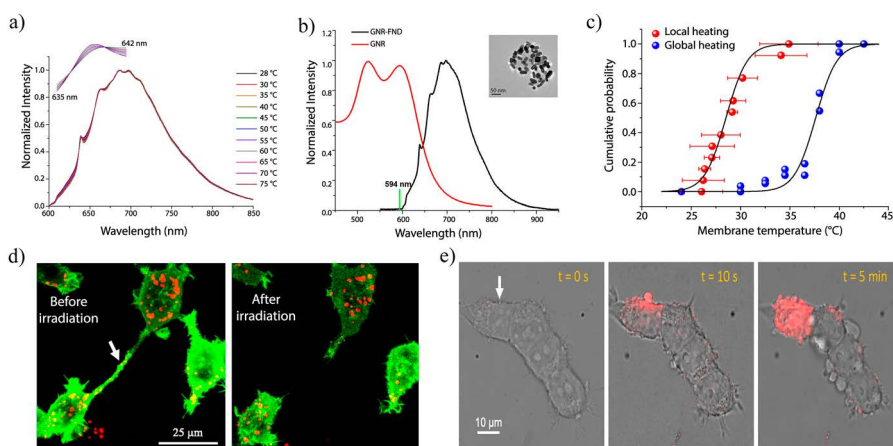 a)
642 nm
635 nm
28 °C
30 °C
35 °C
40 °C
45 °C
50 °C
55 °C
60 °C
65 °C
70 °C
75 °C
Normalized Intensity
1.0
0.8
0.6
0.4
0.2
0.0
600 650 700 750 800 850
Wavelength (nm)
b)
GNR-FND
GNR
50 nm
594 nm
Normalized Intensity
1.0
0.8
0.6
0.4
0.2
0.0
500 600 700 800 900
Wavelength (nm)
c)
Local heating
Global heating
Cumulative probability
1.0
0.8
0.6
0.4
0.2
0.0
20 25 30 35 40 45
Membrane temperature (°C)
d)
Before
irradiation
25 µm
After
irradiation
e)
t = 0 s
10 µm
t = 10 s
t = 5 min